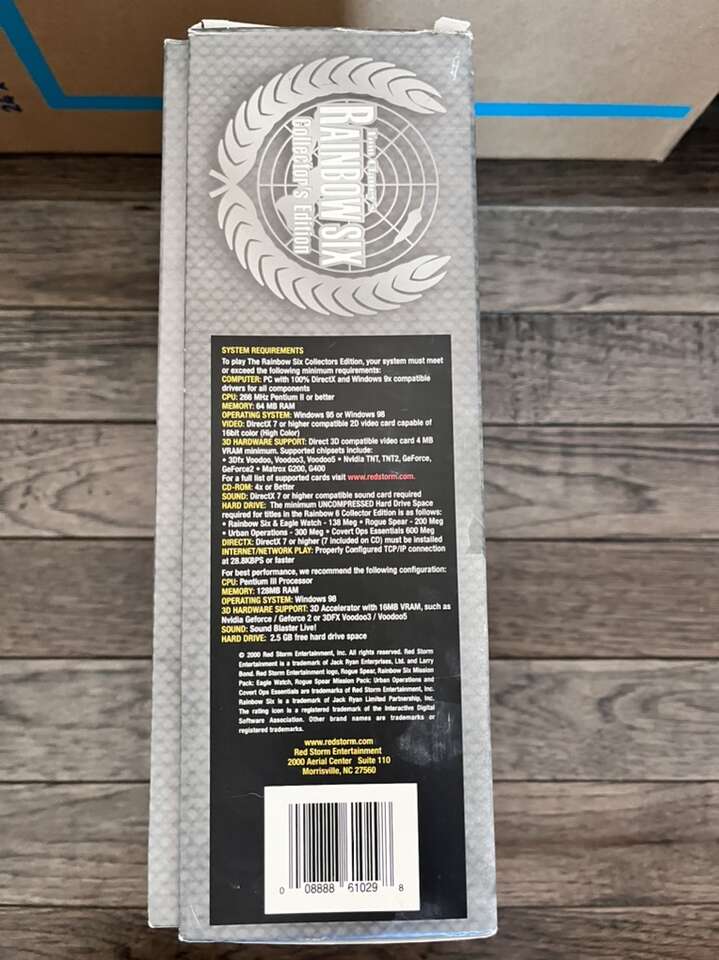 Tom Clancy's
RAINBOW SIX
Collector's Edition
SYSTEM REQUIREMENTS
To play The Rainbow Six Collectors Edition, your system must meet
or exceed the following minimum requirements:
COMPUTER: PC with 100% DirectX and Windows 9x compatible
drivers for all components
CPU: 266 MHz Pentium II or better
MEMORY: 64 MB RAM
OPERATING SYSTEM: Windows 95 or Windows 98
VIDEO: DirectX 7 or higher compatible 2D video card capable of
16bit color (High Color)
3D HARDWARE SUPPORT: Direct 3D compatible video card 4 MB
VRAM minimum. Supported chipsets include:
• 3Dfx Voodoo, Voodoo3, Voodoo5 • Nvidia TNT, TNT2, GeForce,
GeForce2 • Matrox G200, G400
For a full list of supported cards visit www.redstorm.com.
CD-ROM: 4x or Better
SOUND: DirectX 7 or higher compatible sound card required
HARD DRIVE: The minimum UNCOMPRESSED Hard Drive Space
required for titles in the Rainbow 6 Collector Edition is as follows:
• Rainbow Six & Eagle Watch - 138 Meg • Rogue Spear - 200 Meg
• Urban Operations - 300 Meg • Covert Ops Essentials 600 Meg
DIRECTX: DirectX 7 or higher (7 included on CD) must be installed
INTERNET/NETWORK PLAY: Properly Configured TCP/IP connection
at 28.8KBPS or faster
For best performance, we recommend the following configuration:
CPU: Pentium III Processor
MEMORY: 128MB RAM
OPERATING SYSTEM: Windows 98
3D HARDWARE SUPPORT: 3D Accelerator with 16MB VRAM, such as
Nvidia Geforce / Geforce 2 or 3DFX Voodoo3 / Voodoo5
SOUND: Sound Blaster Live!
HARD DRIVE: 2.5 GB free hard drive space
© 2000 Red Storm Entertainment, Inc. All rights reserved. Red Storm
Entertainment is a trademark of Jack Ryan Enterprises, Ltd. and Larry
Bond. Red Storm Entertainment logo, Rogue Spear, Rainbow Six Mission
Pack: Eagle Watch, Rogue Spear Mission Pack: Urban Operations and
Covert Ops Essentials are trademarks of Red Storm Entertainment, Inc.
Rainbow Six is a trademark of Jack Ryan Limited Partnership, Inc.
The rating icon is a registered trademark of the Interactive Digital
Software Association. Other brand names are trademarks or
registered trademarks.
www.redstorm.com
Red Storm Entertainment
2000 Aerial Center Suite 110
Morrisville, NC 27560
0 08888 61029 8